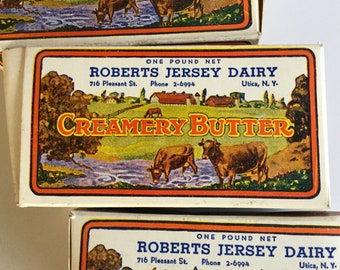 ONE POUND NET
ROBERTS JERSEY DAIRY
716 Pleasant St. Phone 2-6994 Utica, N. Y.
CREAMERY BUTTER
ONE POUND NET
ROBERTS JERSEY DAIRY
716 Pleasant St. Phone 2-6994 Utica, N. Y.